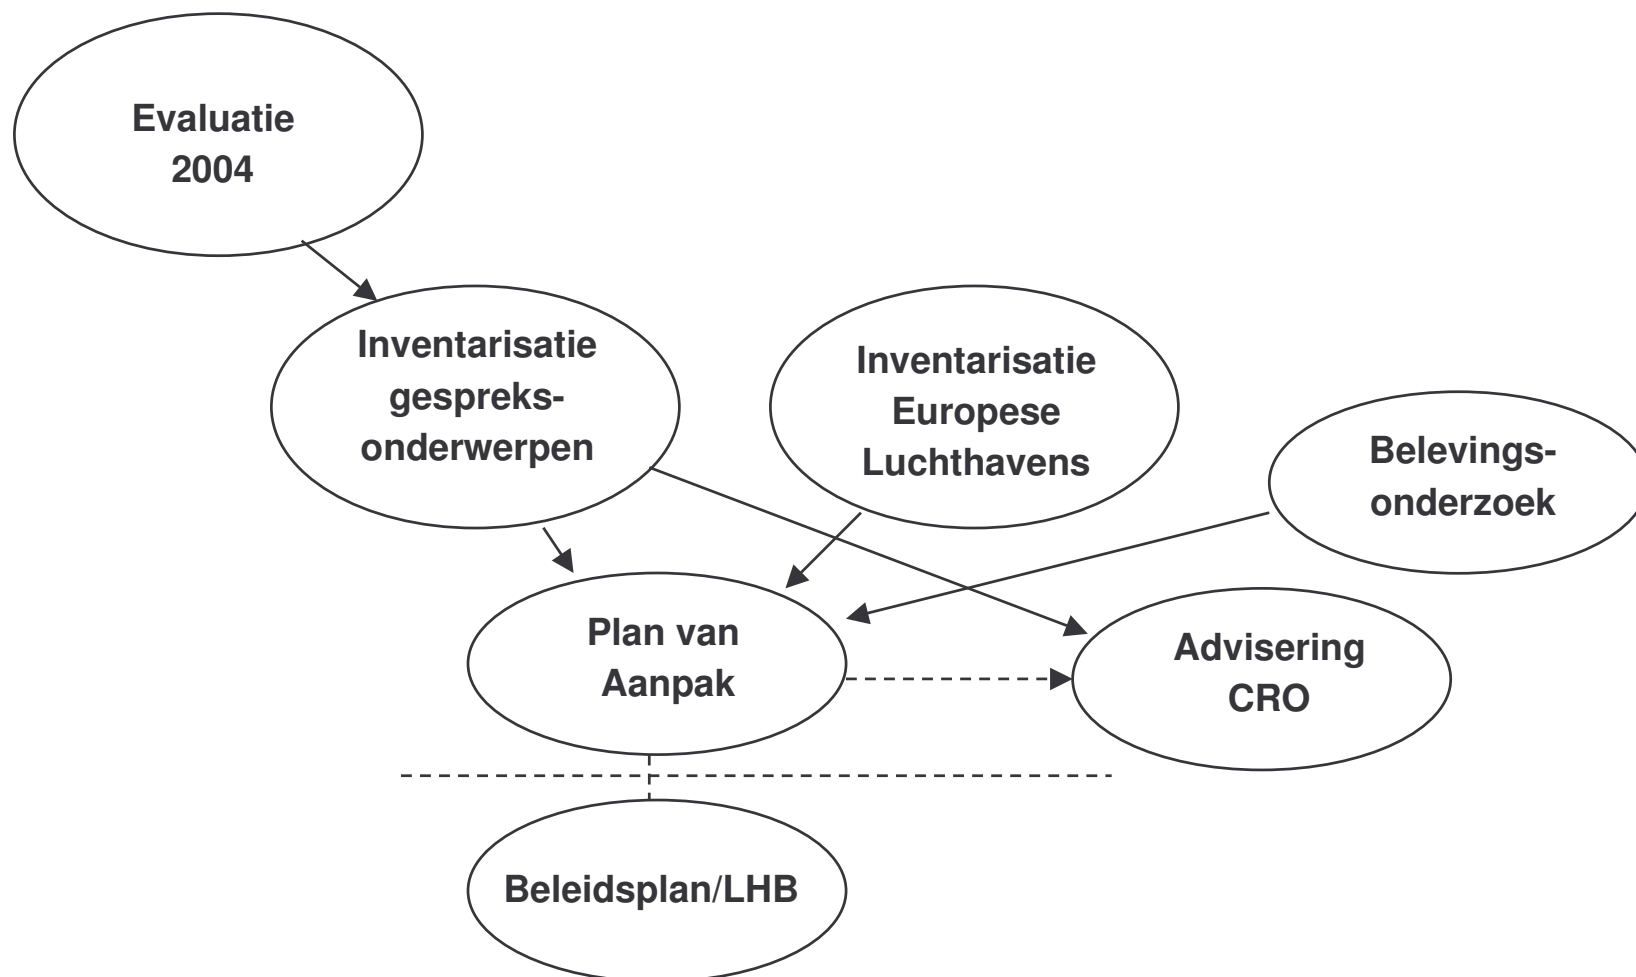 Evaluatie
2004
Inventarisatie
gespreks-
onderwerpen
Inventarisatie
Europese
Luchthavens
Belevings-
onderzoek
Plan van
Aanpak
Advisering
CRO
Beleidsplan/LHB